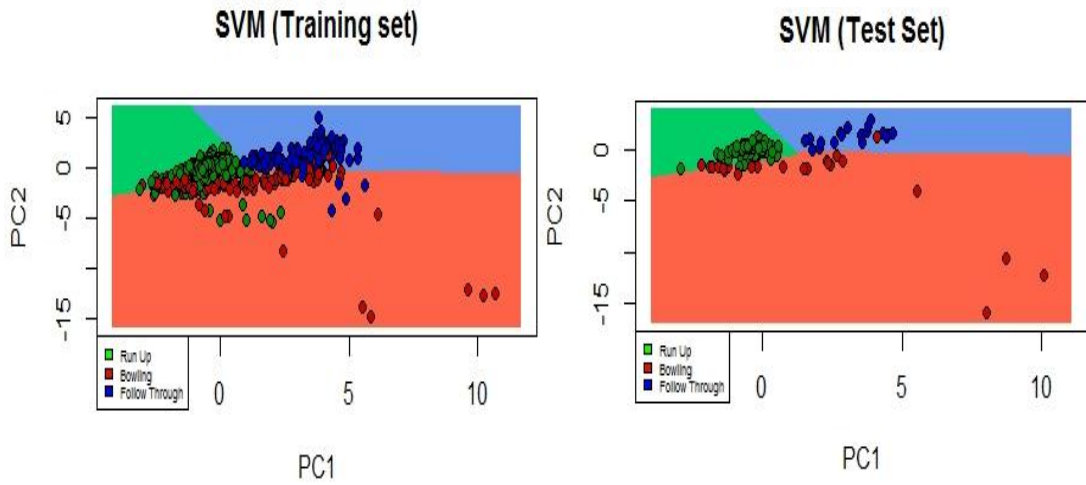 SVM (Training set)
5
0
-5
-15
PC2
Run Up
Bowling
Follow Through
0
5
10
PC1
SVM (Test Set)
0
-5
-15
PC2
Run Up
Bowling
Follow Through
0
5
10
PC1